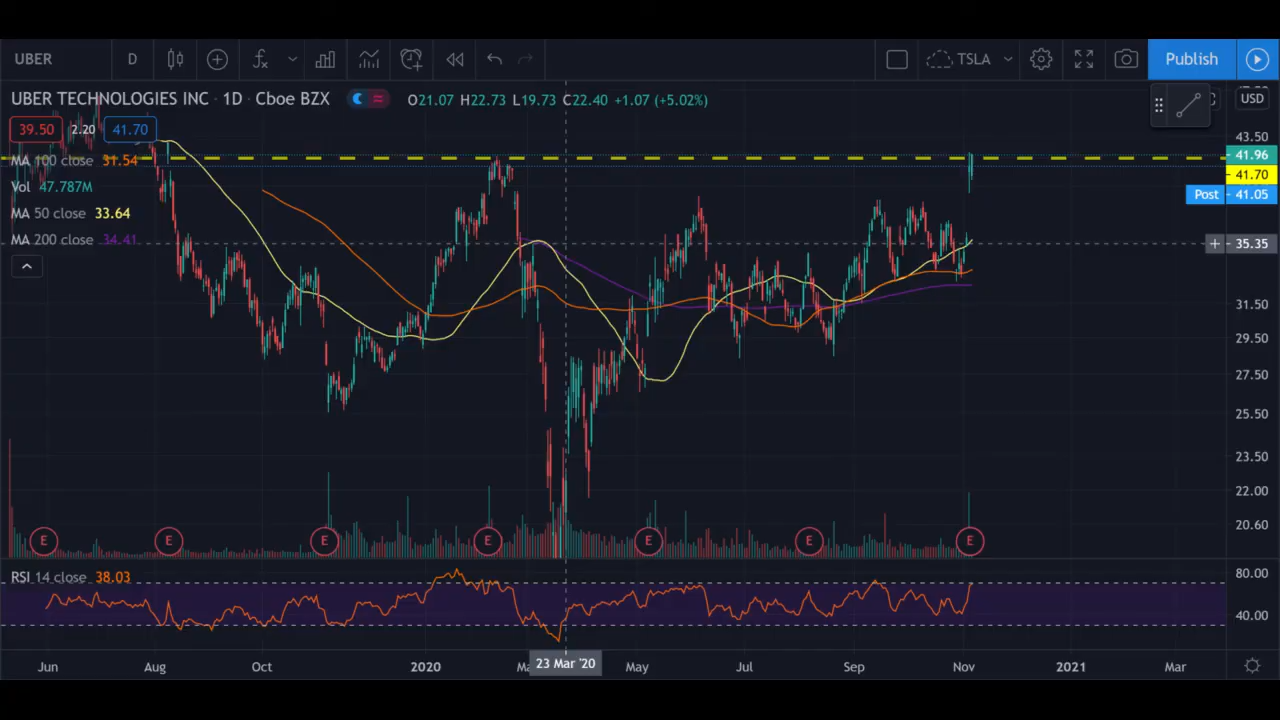 UBER D TSLA Publish
UBER TECHNOLOGIES INC · 1D · Cboe BZX O21.07 H22.73 L19.73 C22.40 +1.07 (+5.02%) USD
39.50 2.20 41.70
MA 100 close 31.54
Vol 47.787M
MA 50 close 33.64
MA 200 close 34.41
43.50
41.96
41.70
Post 41.05
35.35
31.50
29.50
27.50
25.50
23.50
22.00
20.60
E E E E E E E
RSI 14 close 38.03
80.00
40.00
Jun Aug Oct 2020 23 Mar '20 May Jul Sep Nov 2021 Mar